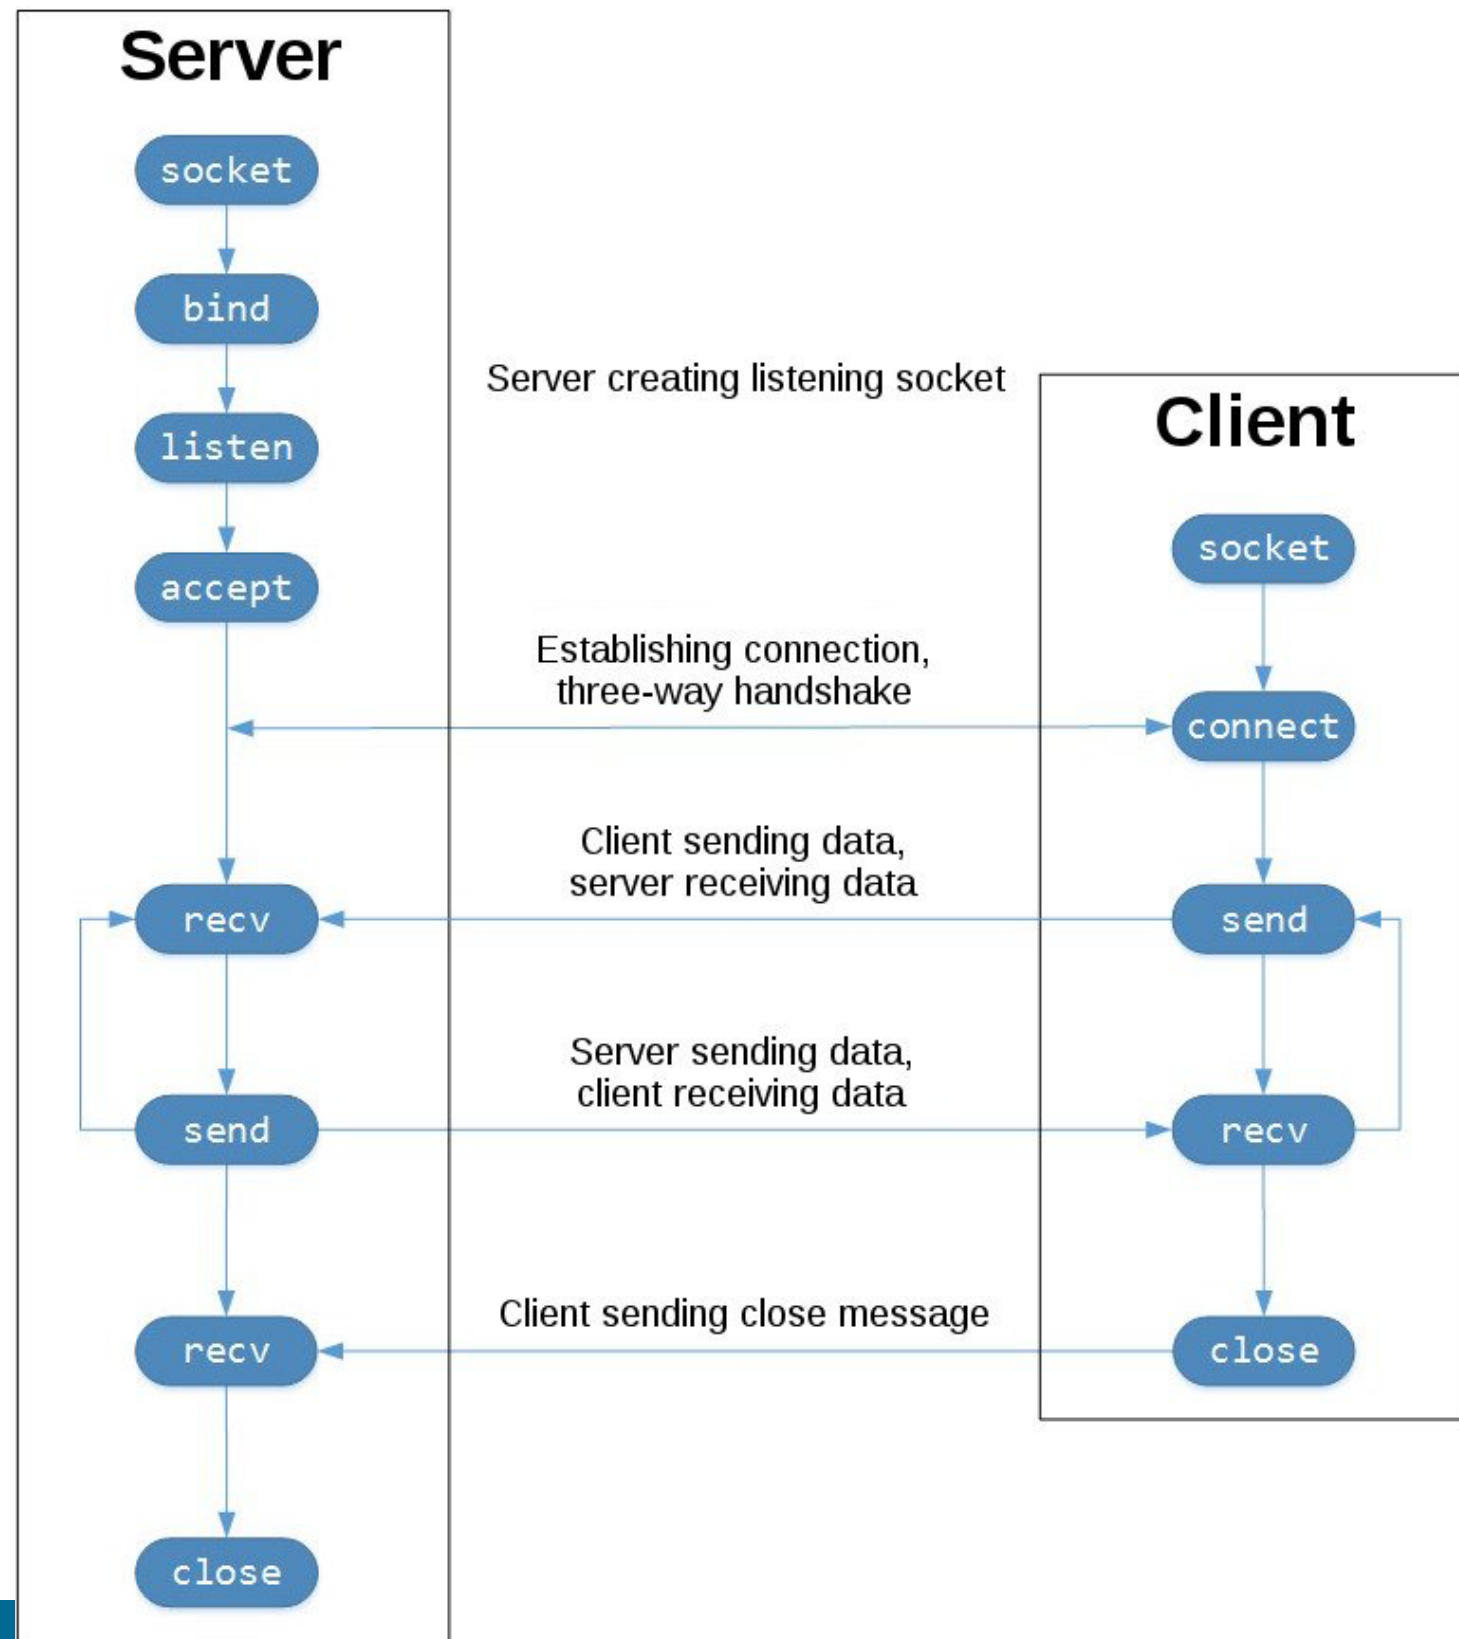 Server
socket
bind
listen
accept
recv
send
recv
close
Server creating listening socket
Establishing connection,
three-way handshake
Client sending data,
server receiving data
Server sending data,
client receiving data
Client sending close message
Client
socket
connect
send
recv
close